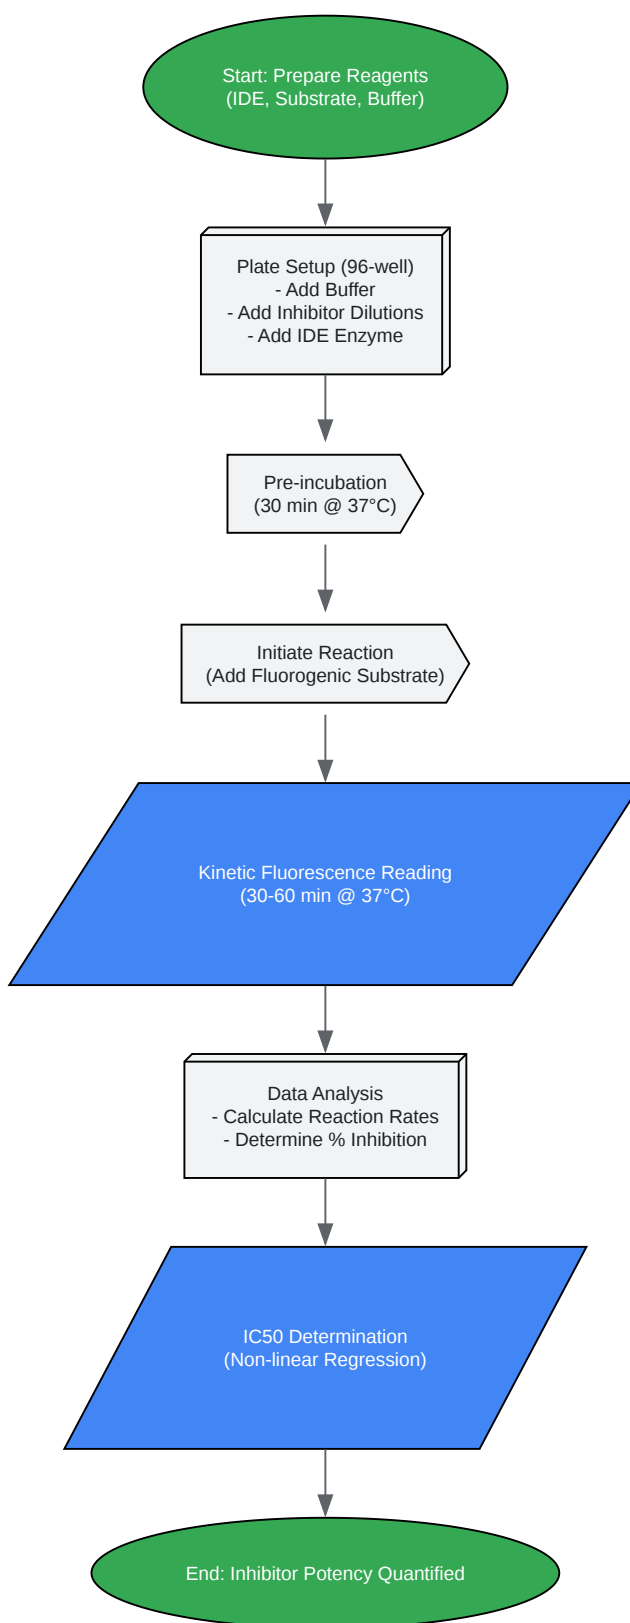 Start: Prepare Reagents
(IDE, Substrate, Buffer)
Plate Setup (96-well)
- Add Buffer
- Add Inhibitor Dilutions
- Add IDE Enzyme
Pre-incubation
(30 min @ 37°C)
Initiate Reaction
(Add Fluorogenic Substrate)
Kinetic Fluorescence Reading
(30-60 min @ 37°C)
Data Analysis
- Calculate Reaction Rates
- Determine % Inhibition
IC50 Determination
(Non-linear Regression)
End: Inhibitor Potency Quantified